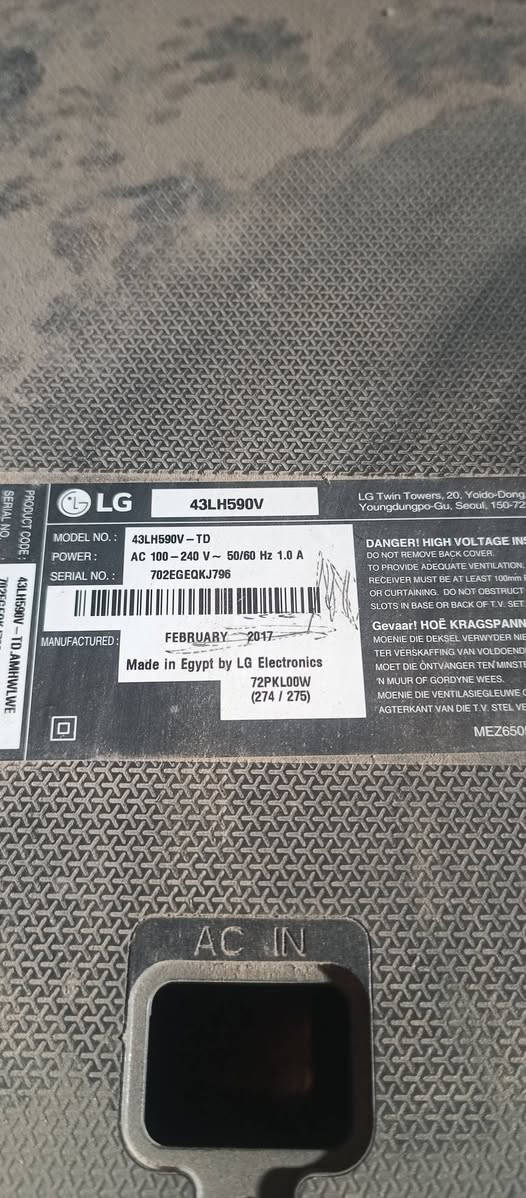 LG
43LH590V
LG Twin Towers, 20, Yoido-Dong
Youngdungpo-Gu, Seoul, 150-72
MODEL NO. : 43LH590V-TD
POWER : AC 100-240 V~ 50/60 Hz 1.0 A
SERIAL NO. : 702EGEQKJ796
MANUFACTURED : FEBRUARY 2017
Made in Egypt by LG Electronics
72PKL00W
(274 / 275)
DANGER! HIGH VOLTAGE INS
DO NOT REMOVE BACK COVER.
TO PROVIDE ADEQUATE VENTILATION,
RECEIVER MUST BE AT LEAST 100mm
OR CURTAINING. DO NOT OBSTRUCT
SLOTS IN BASE OR BACK OF T.V. SET
Gevaar! HOË KRAGSPANN
MOENIE DIE DEKSEL VERWYDER NIE
TER VERSKAFFING VAN VOLDOEND
MOET DIE ÖNTVANGER TEN MINSTE
'N MUUR OF GORDYNE WEES.
MOENIE DIE VENTILASIEGLEUWE
AGTERKANT VAN DIE T.V. STEL VE
MEZ650
PRODUCT CODE : 43LH590V-TD.AMHWLWE
SERIAL NO.
AC IN